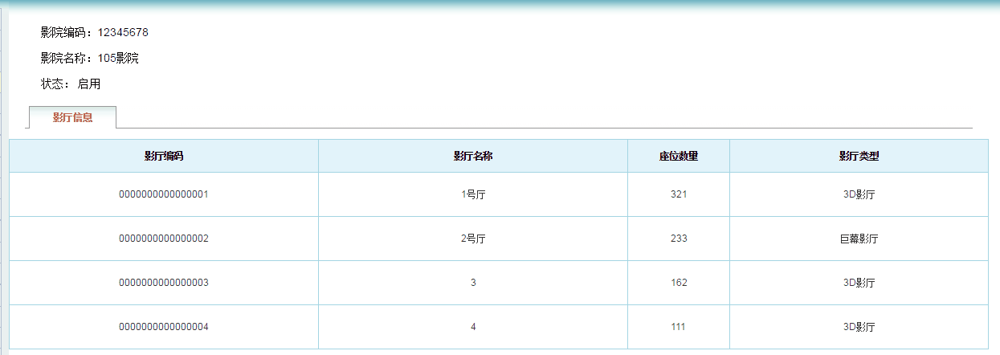 影院编码：12345678
影院名称：105影院
状态： 启用
影厅信息
影厅编码 影厅名称 座位数量 影厅类型
0000000000000001 1号厅 321 3D影厅
0000000000000002 2号厅 233 巨幕影厅
0000000000000003 3 162 3D影厅
0000000000000004 4 111 3D影厅